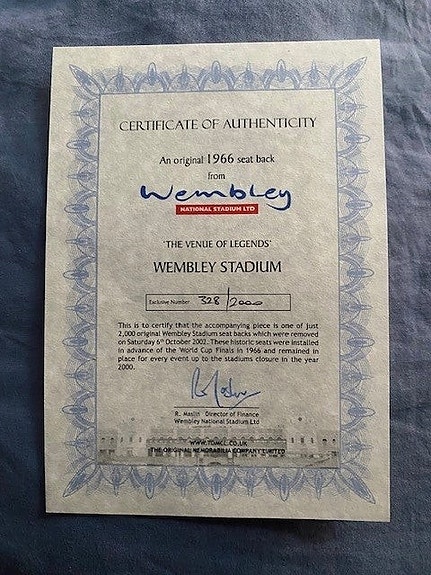 CERTIFICATE OF AUTHENTICITY
An original 1966 seat back
from
Wembley
NATIONAL STADIUM LTD
'THE VENUE OF LEGENDS'
WEMBLEY STADIUM
Exclusive Number 328/2000
This is to certify that the accompanying piece is one of just
2,000 original Wembley Stadium seat backs which were removed
on Saturday 6th October 2002. These historic seats were installed
in advance of the World Cup Finals in 1966 and remained in
place for every event up to the stadiums closure in the year
2000.
R. Maslin Director of Finance
Wembley National Stadium Ltd
WWW.TOMCL.CO.UK
THE ORIGINAL MEMORABILIA COMPANY LIMITED